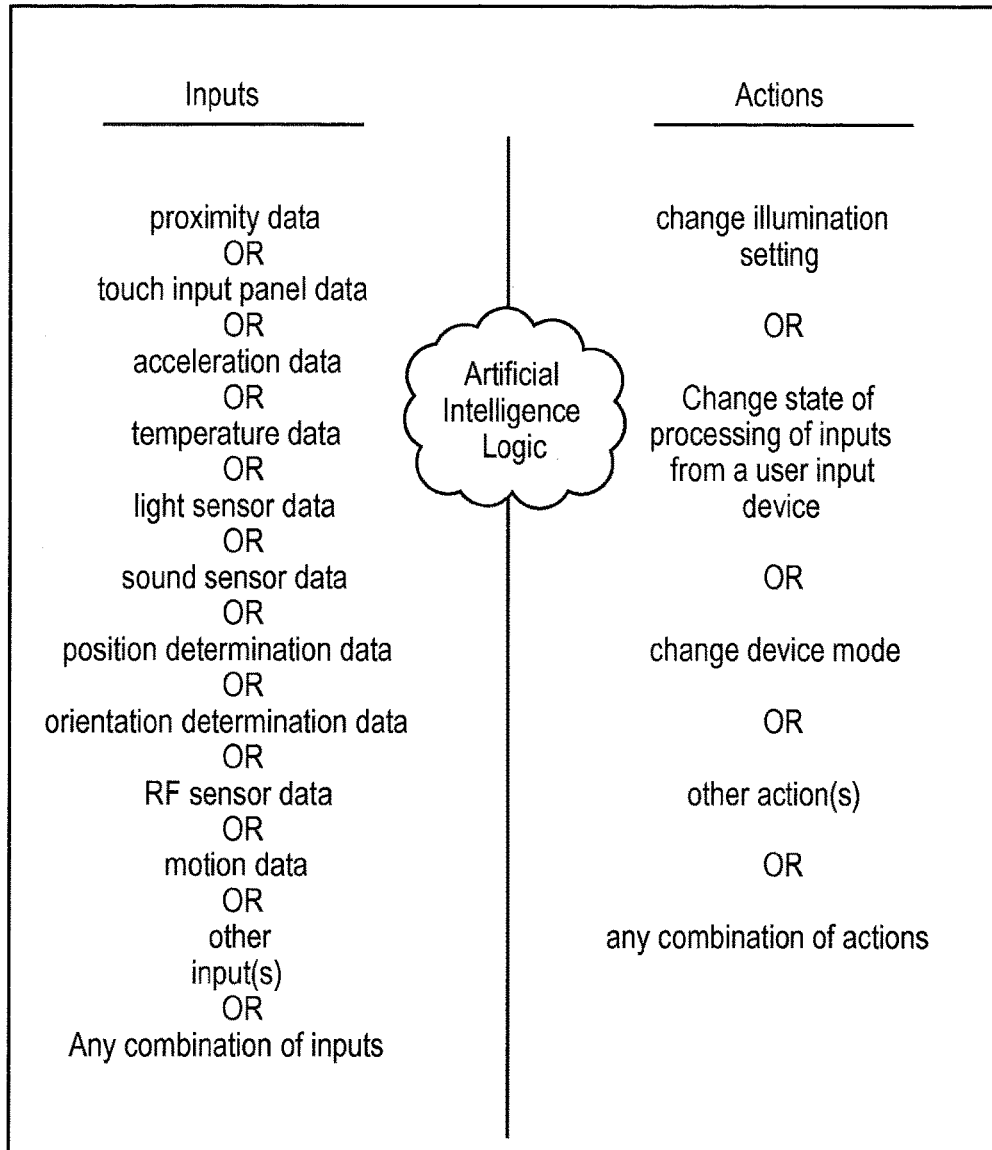 Inputs
proximity data
OR
touch input panel data
OR
acceleration data
OR
temperature data
OR
light sensor data
OR
sound sensor data
OR
position determination data
OR
orientation determination data
OR
RF sensor data
OR
motion data
OR
other
input(s)
OR
Any combination of inputs
Artificial
Intelligence
Logic
Actions
change illumination
setting
OR
Change state of
processing of inputs
from a user input
device
OR
change device mode
OR
other action(s)
OR
any combination of actions